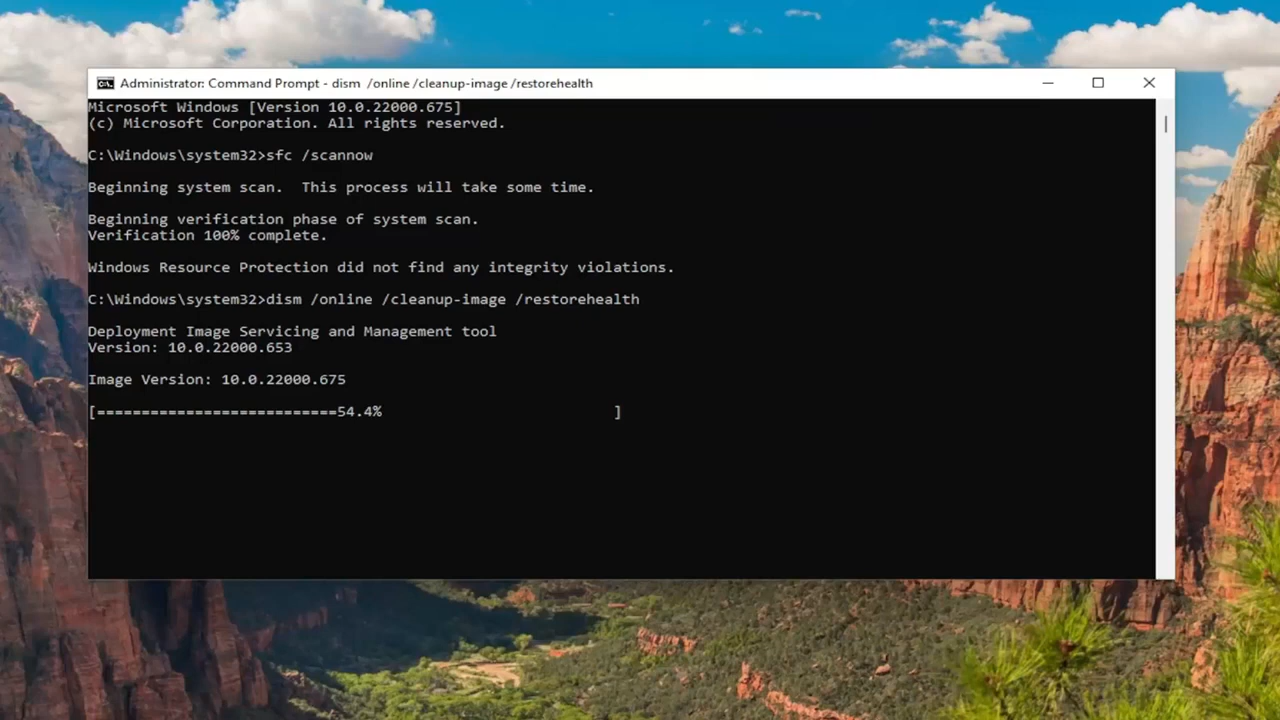 Administrator: Command Prompt - dism  /online /cleanup-image /restorehealth
Microsoft Windows [Version 10.0.22000.675]
(c) Microsoft Corporation. All rights reserved.
C:\Windows\system32>sfc /scannow
Beginning system scan.  This process will take some time.
Beginning verification phase of system scan.
Verification 100% complete.
Windows Resource Protection did not find any integrity violations.
C:\Windows\system32>dism /online /cleanup-image /restorehealth
Deployment Image Servicing and Management tool
Version: 10.0.22000.653
Image Version: 10.0.22000.675
[===========================54.4%                          ]